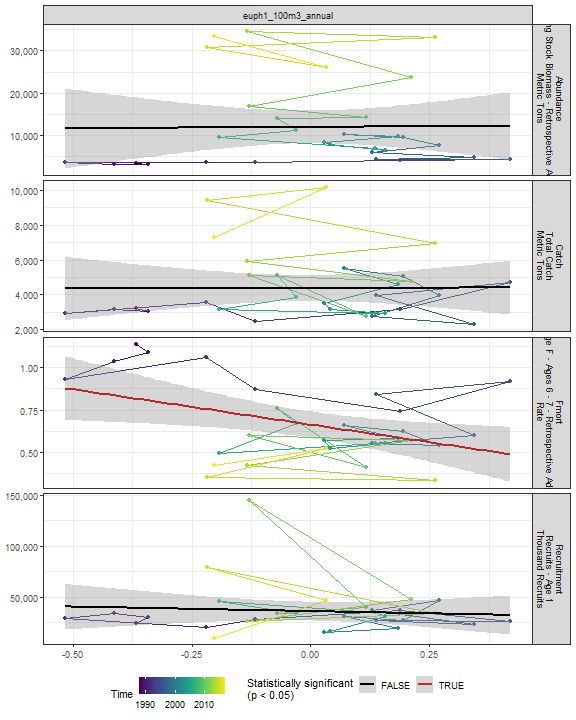 euph1_100m3_annual
30,000
20,000
10,000
Abundance
ng Stock Biomass - Retrospective A
Metric Tons
10,000
8,000
6,000
4,000
2,000
Catch
Total Catch
Metric Tons
1.00
0.75
0.50
Fmort
e F - Ages 6 - 7 - Retrospective Ad
Rate
150,000
100,000
50,000
Recruitment
Recruits - Age 1
Thousand Recruits
-0.50
-0.25
0.00
0.25
Time
1990 2000 2010
Statistically significant
(p < 0.05)
FALSE
TRUE